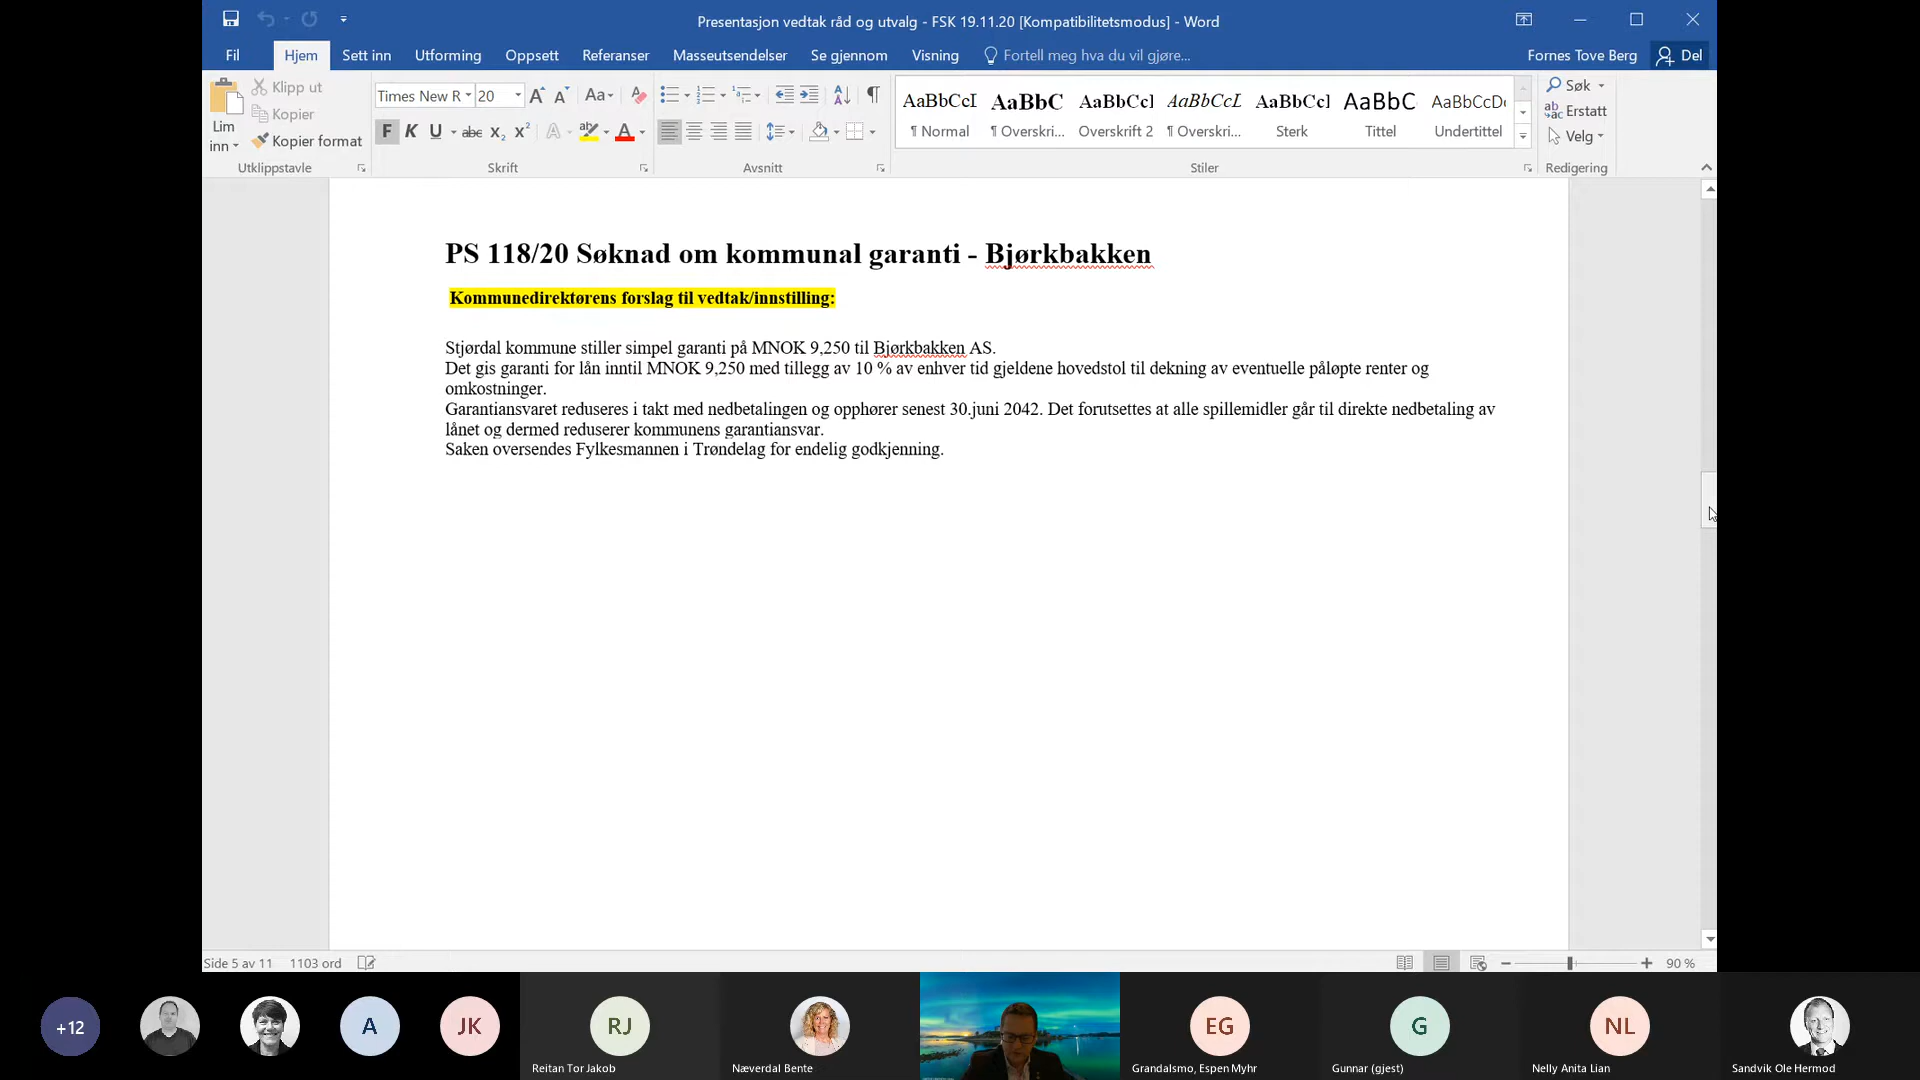 Presentasjon vedtak råd og utvalg - FSK 19.11.20 [Kompatibilitetsmodus] - Word
Fil Hjem Sett inn Utforming Oppsett Referanser Masseutsendelser Se gjennom Visning Fortell meg hva du vil gjøre... Fornes Tove Berg Del
Lim inn
Klipp ut
Kopier
Kopier format
Utklippstavle
Times New R 20
Aa
F K U abc x₂ x² A A
Skrift
Avsnitt
AaBbCcI AaBbC AaBbCcI AaBbCcL AaBbCcI AaBbC AaBbCcDc
¶ Normal ¶ Overskri... Overskrift 2 ¶ Overskri... Sterk Tittel Undertittel
Stiler
Søk
Erstatt
Velg
Redigering
PS 118/20 Søknad om kommunal garanti - Bjørkbakken
Kommunedirektørens forslag til vedtak/innstilling:
Stjørdal kommune stiller simpel garanti på MNOK 9,250 til Bjørkbakken AS.
Det gis garanti for lån inntil MNOK 9,250 med tillegg av 10 % av enhver tid gjeldene hovedstol til dekning av eventuelle påløpte renter og
omkostninger.
Garantiansvaret reduseres i takt med nedbetalingen og opphører senest 30.juni 2042. Det forutsettes at alle spillemidler går til direkte nedbetaling av
lånet og dermed reduserer kommunens garantiansvar.
Saken oversendes Fylkesmannen i Trøndelag for endelig godkjenning.
Side 5 av 11 1103 ord 90 %
+12 A JK RJ EG G NL
Reitan Tor Jakob Næverdal Bente Grandalsmo, Espen Myhr Gunnar (gjest) Nelly Anita Lian Sandvik Ole Hermod